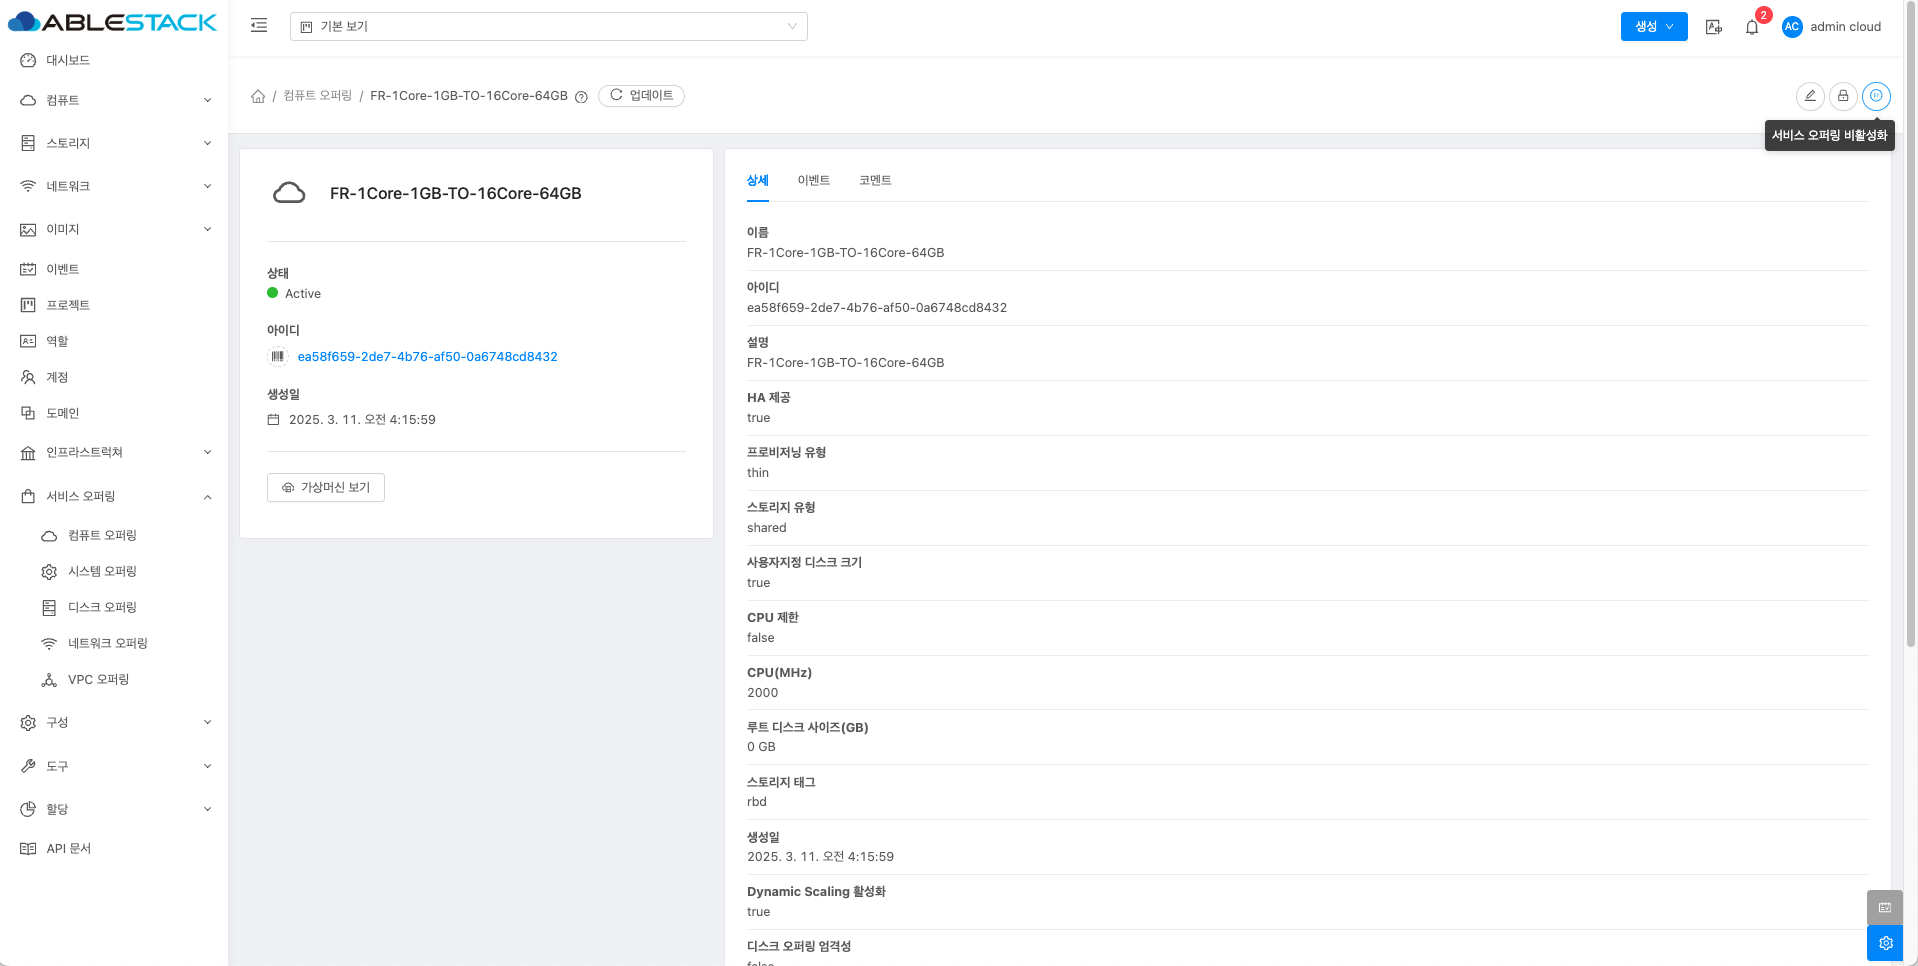 ABLESTACK
기본 보기
생성
2
AC
admin cloud
대시보드
컴퓨트
스토리지
네트워크
이미지
이벤트
프로젝트
역할
계정
도메인
인프라스트럭쳐
서비스 오퍼링
컴퓨트 오퍼링
시스템 오퍼링
디스크 오퍼링
네트워크 오퍼링
VPC 오퍼링
구성
도구
할당
API 문서
/ 컴퓨트 오퍼링 / FR-1Core-1GB-TO-16Core-64GB
업데이트
서비스 오퍼링 비활성화
FR-1Core-1GB-TO-16Core-64GB
상태
Active
아이디
ea58f659-2de7-4b76-af50-0a6748cd8432
생성일
2025. 3. 11. 오전 4:15:59
가상머신 보기
상세
이벤트
코멘트
이름
FR-1Core-1GB-TO-16Core-64GB
아이디
ea58f659-2de7-4b76-af50-0a6748cd8432
설명
FR-1Core-1GB-TO-16Core-64GB
HA 제공
true
프로비저닝 유형
thin
스토리지 유형
shared
사용자지정 디스크 크기
true
CPU 제한
false
CPU(MHz)
2000
루트 디스크 사이즈(GB)
0 GB
스토리지 태그
rbd
생성일
2025. 3. 11. 오전 4:15:59
Dynamic Scaling 활성화
true
디스크 오퍼링 엄격성
false